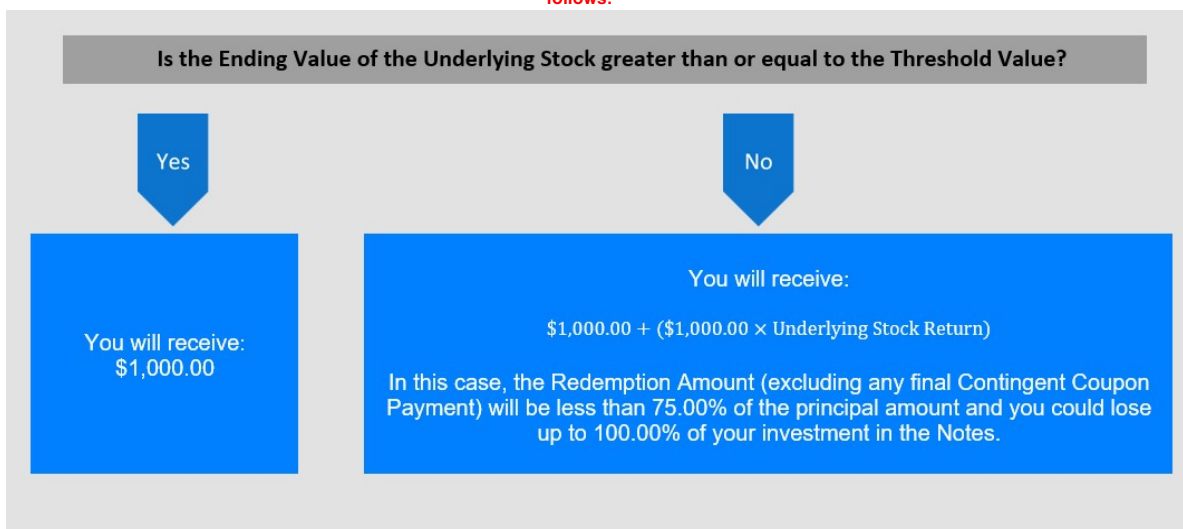 follows:
Is the Ending Value of the Underlying Stock greater than or equal to the Threshold Value?
Yes
No
You will receive:
$1,000.00
You will receive:
$1,000.00 + ($1,000.00 × Underlying Stock Return)
In this case, the Redemption Amount (excluding any final Contingent Coupon
Payment) will be less than 75.00% of the principal amount and you could lose
up to 100.00% of your investment in the Notes.